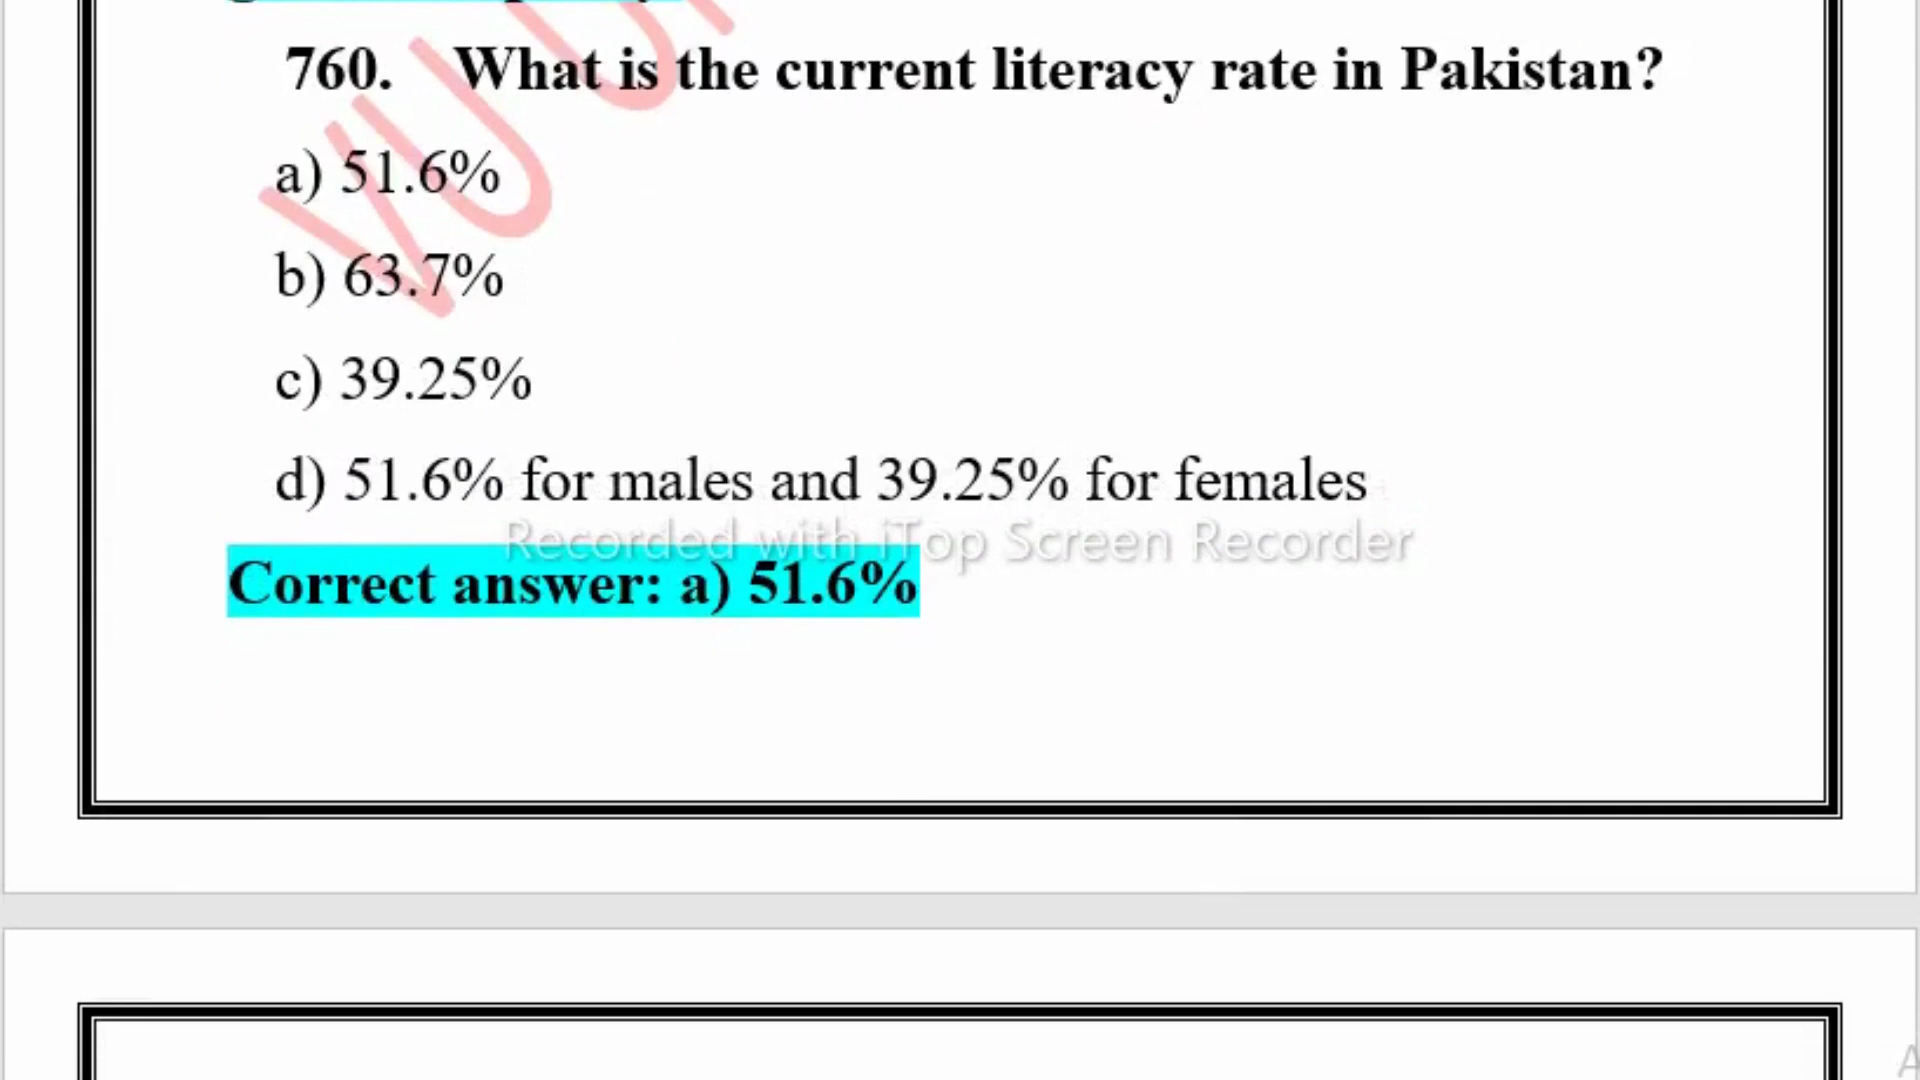 760. What is the current literacy rate in Pakistan?
a) 51.6%
b) 63.7%
c) 39.25%
d) 51.6% for males and 39.25% for females
Recorded with iTop Screen Recorder
Correct answer: a) 51.6%